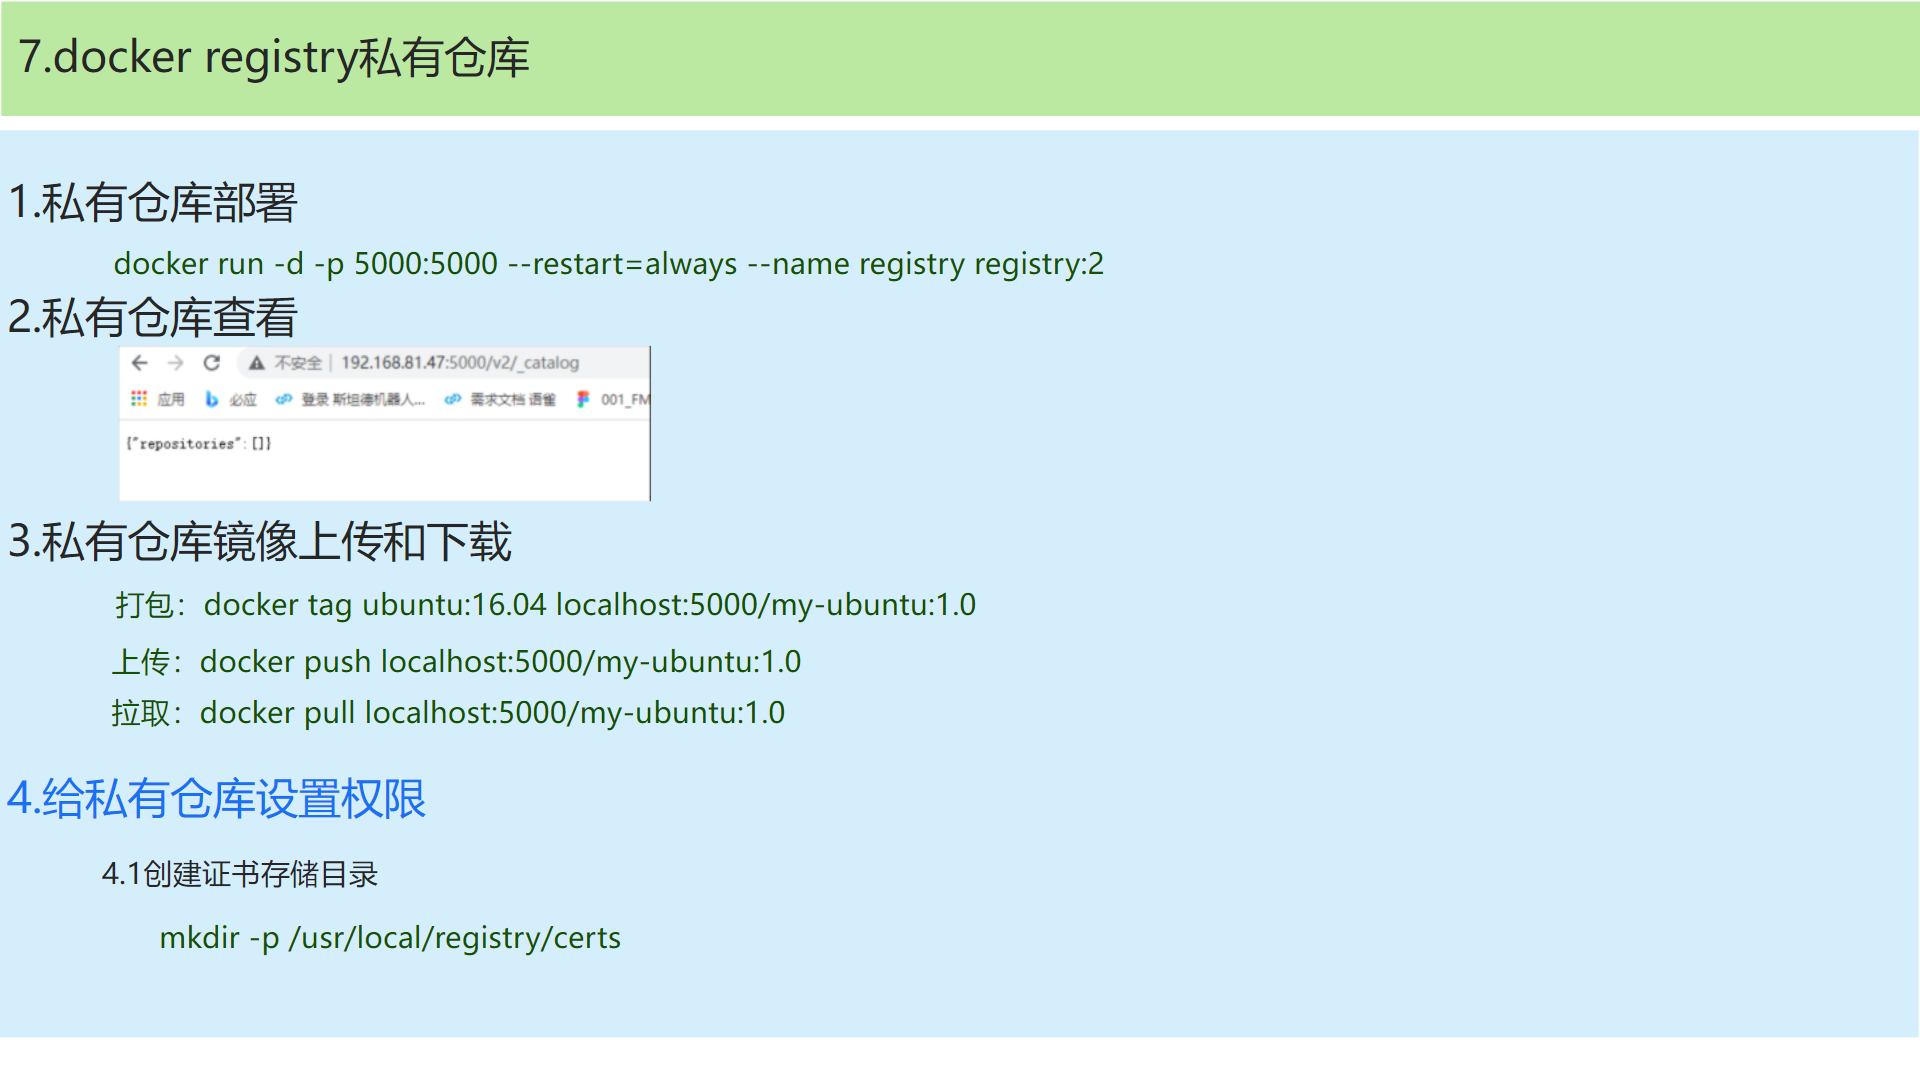 7.docker registry私有仓库
1.私有仓库部署
docker run -d -p 5000:5000 --restart=always --name registry registry:2
2.私有仓库查看
不安全 | 192.168.81.47:5000/v2/_catalog
应用 必应 登录 斯坦德机器人... 需求文档 语雀 001_FM
{"repositories":[]}
3.私有仓库镜像上传和下载
打包：docker tag ubuntu:16.04 localhost:5000/my-ubuntu:1.0
上传：docker push localhost:5000/my-ubuntu:1.0
拉取：docker pull localhost:5000/my-ubuntu:1.0
4.给私有仓库设置权限
4.1创建证书存储目录
mkdir -p /usr/local/registry/certs